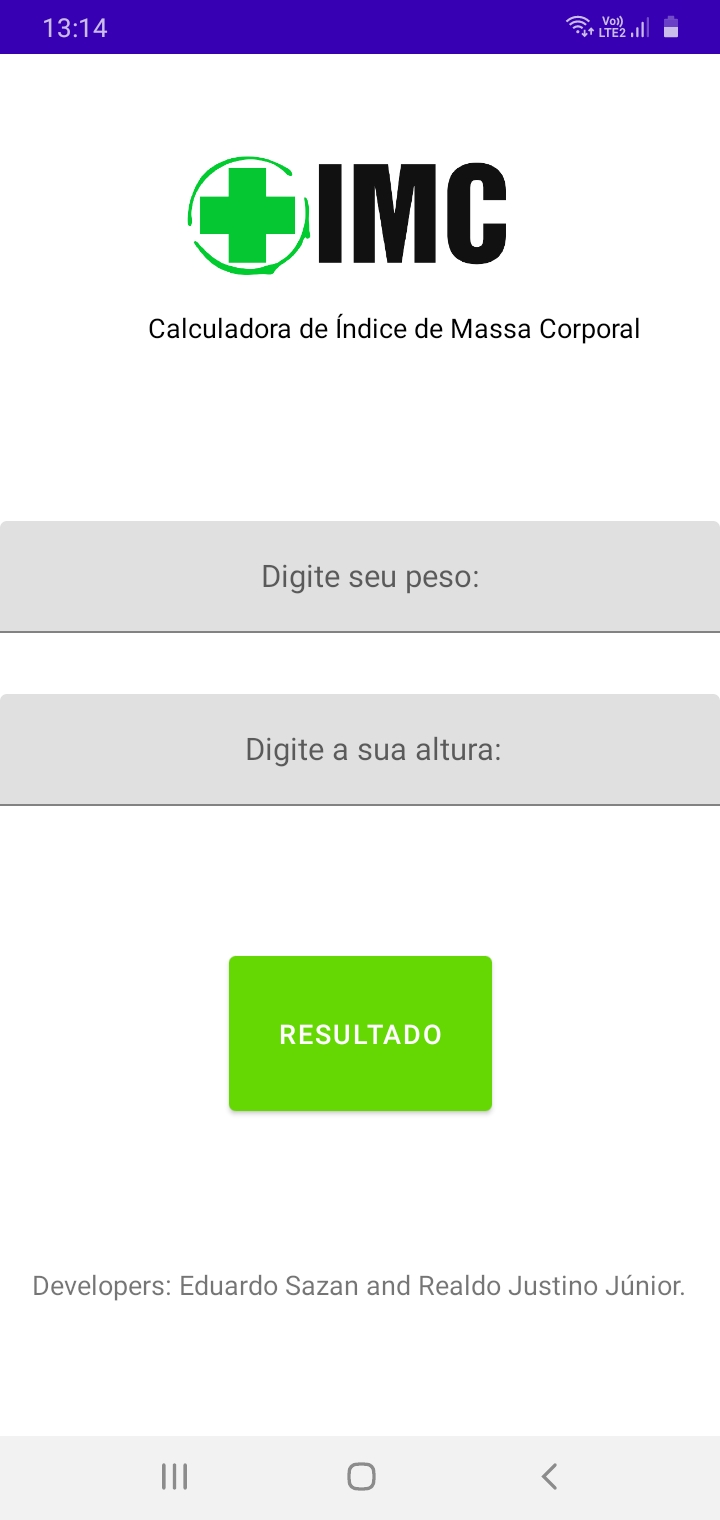 13:14
Vo))
LTE2
IMC
Calculadora de Índice de Massa Corporal
Digite seu peso:
Digite a sua altura:
RESULTADO
Developers: Eduardo Sazan and Realdo Justino Júnior.